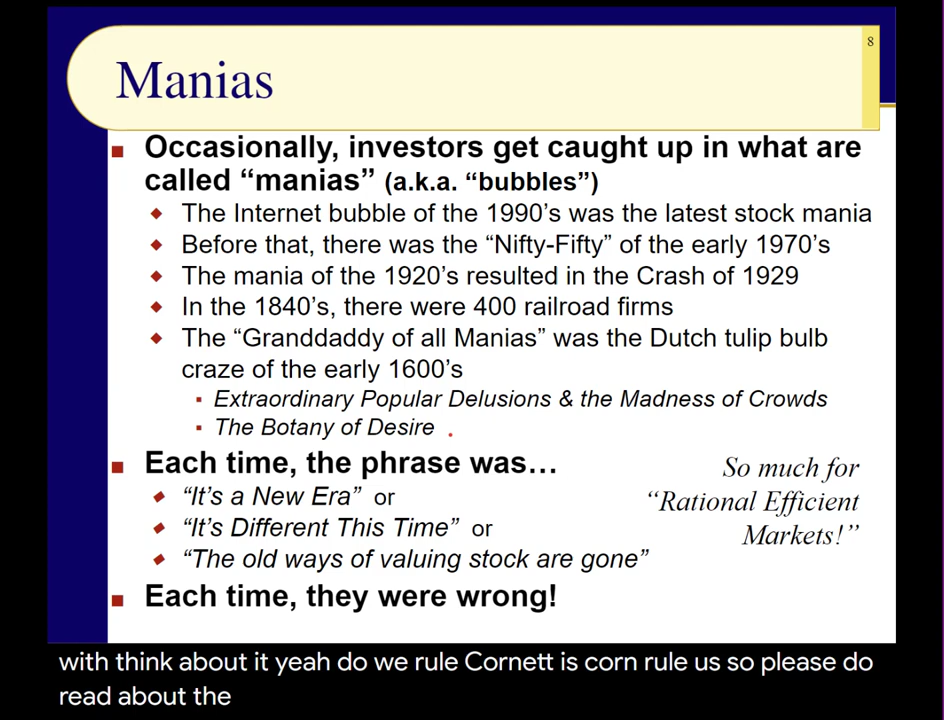 8
Manias
Occasionally, investors get caught up in what are
called “manias” (a.k.a. “bubbles”)
The Internet bubble of the 1990’s was the latest stock mania
Before that, there was the “Nifty-Fifty” of the early 1970’s
The mania of the 1920’s resulted in the Crash of 1929
In the 1840’s, there were 400 railroad firms
The “Granddaddy of all Manias” was the Dutch tulip bulb
craze of the early 1600’s
Extraordinary Popular Delusions & the Madness of Crowds
The Botany of Desire
Each time, the phrase was…
“It’s a New Era” or
“It’s Different This Time” or
“The old ways of valuing stock are gone”
So much for
“Rational Efficient
Markets!”
Each time, they were wrong!
with think about it yeah do we rule Cornett is corn rule us so please do
read about the